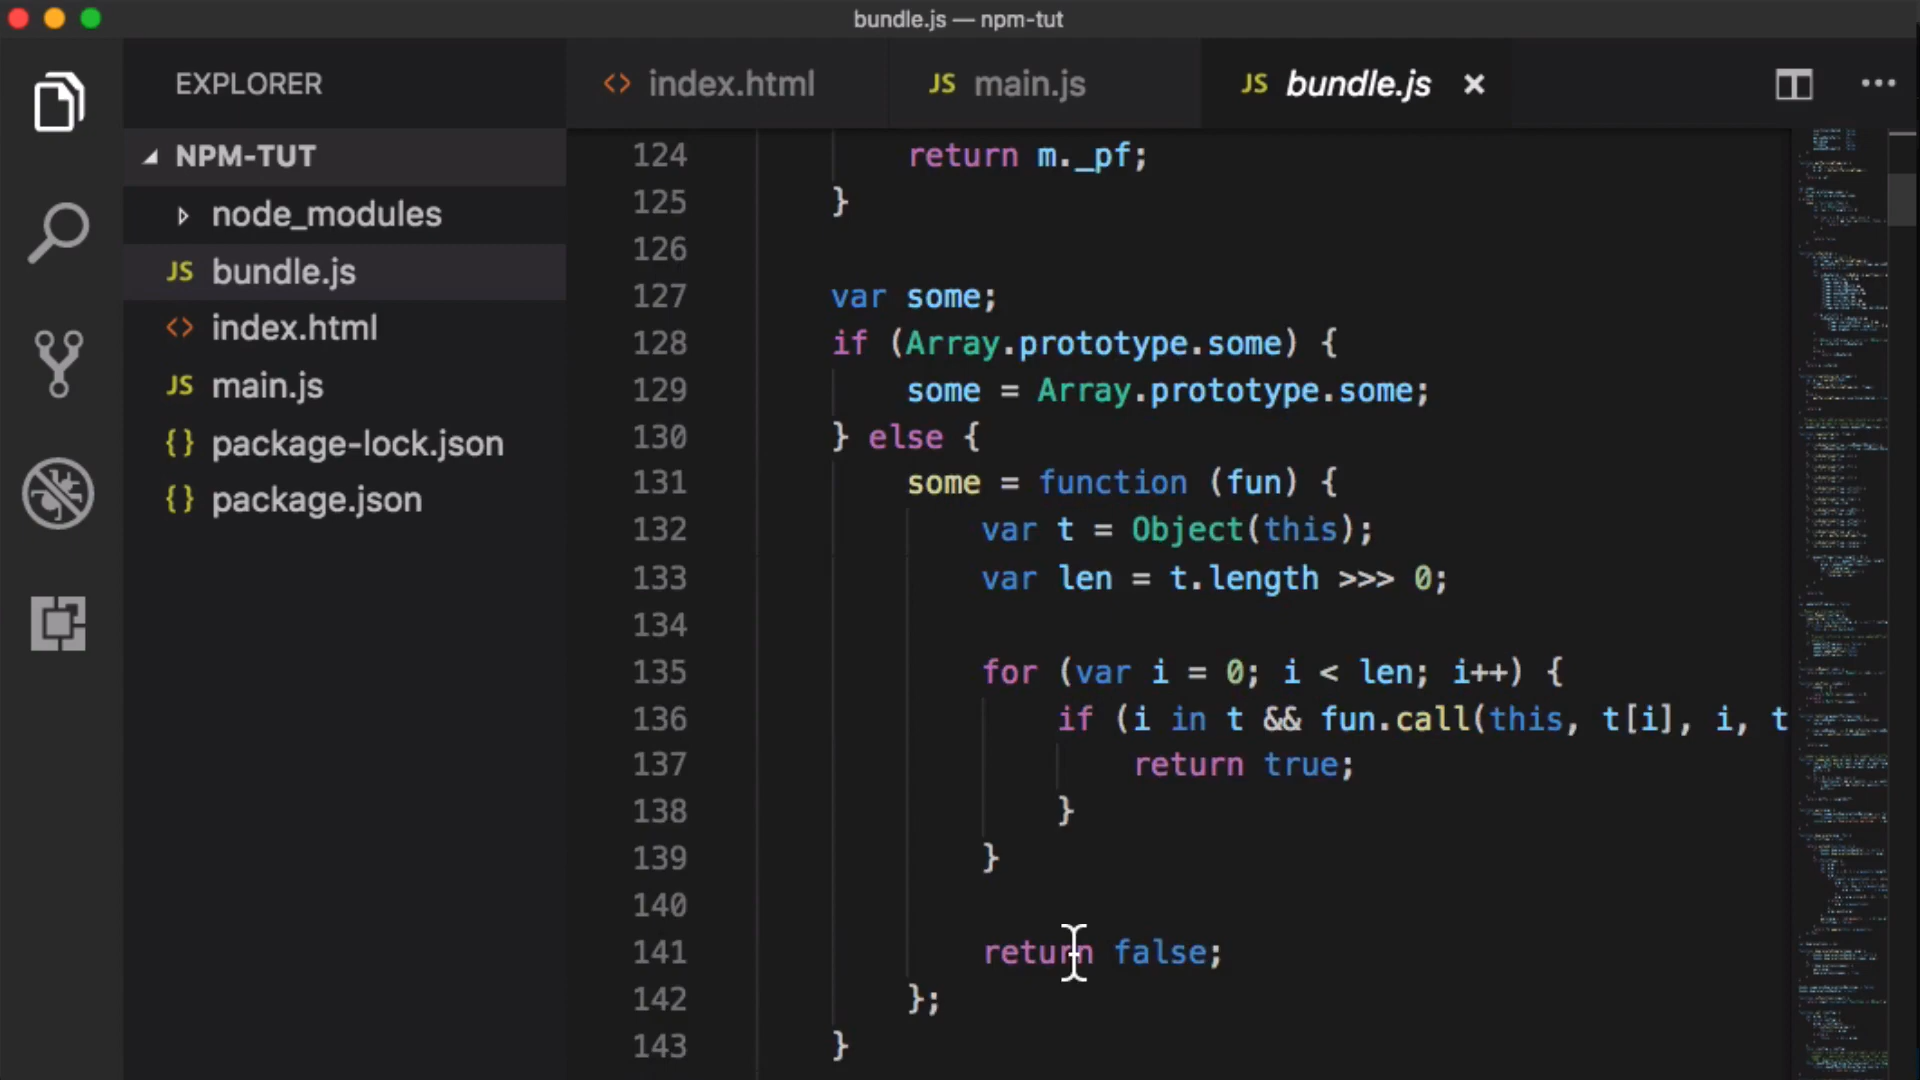 bundle.js — npm-tut
EXPLORER
NPM-TUT
node_modules
JS bundle.js
<> index.html
JS main.js
{} package-lock.json
{} package.json
<> index.html
JS main.js
JS bundle.js ×
124 return m._pf;
125 }
126
127 var some;
128 if (Array.prototype.some) {
129 some = Array.prototype.some;
130 } else {
131 some = function (fun) {
132 var t = Object(this);
133 var len = t.length >>> 0;
134
135 for (var i = 0; i < len; i++) {
136 if (i in t && fun.call(this, t[i], i, t
137 return true;
138 }
139 }
140
141 return false;
142 };
143 }